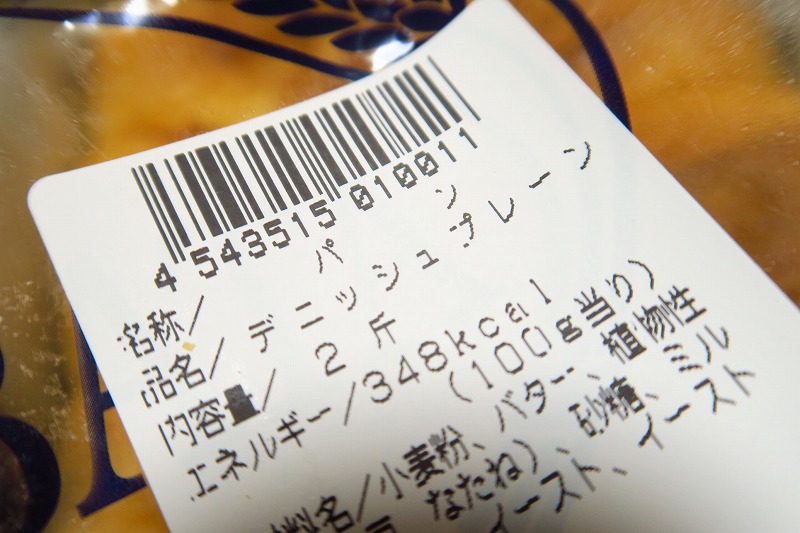 4 543515 010011
名称/ パン
品名/ デニッシュプレーン
内容量/ 2斤
エネルギー/348kcal
(100g当り)
料名/小麦粉、バター、植物性
なたね)、砂糖、ミル
イースト、イースト